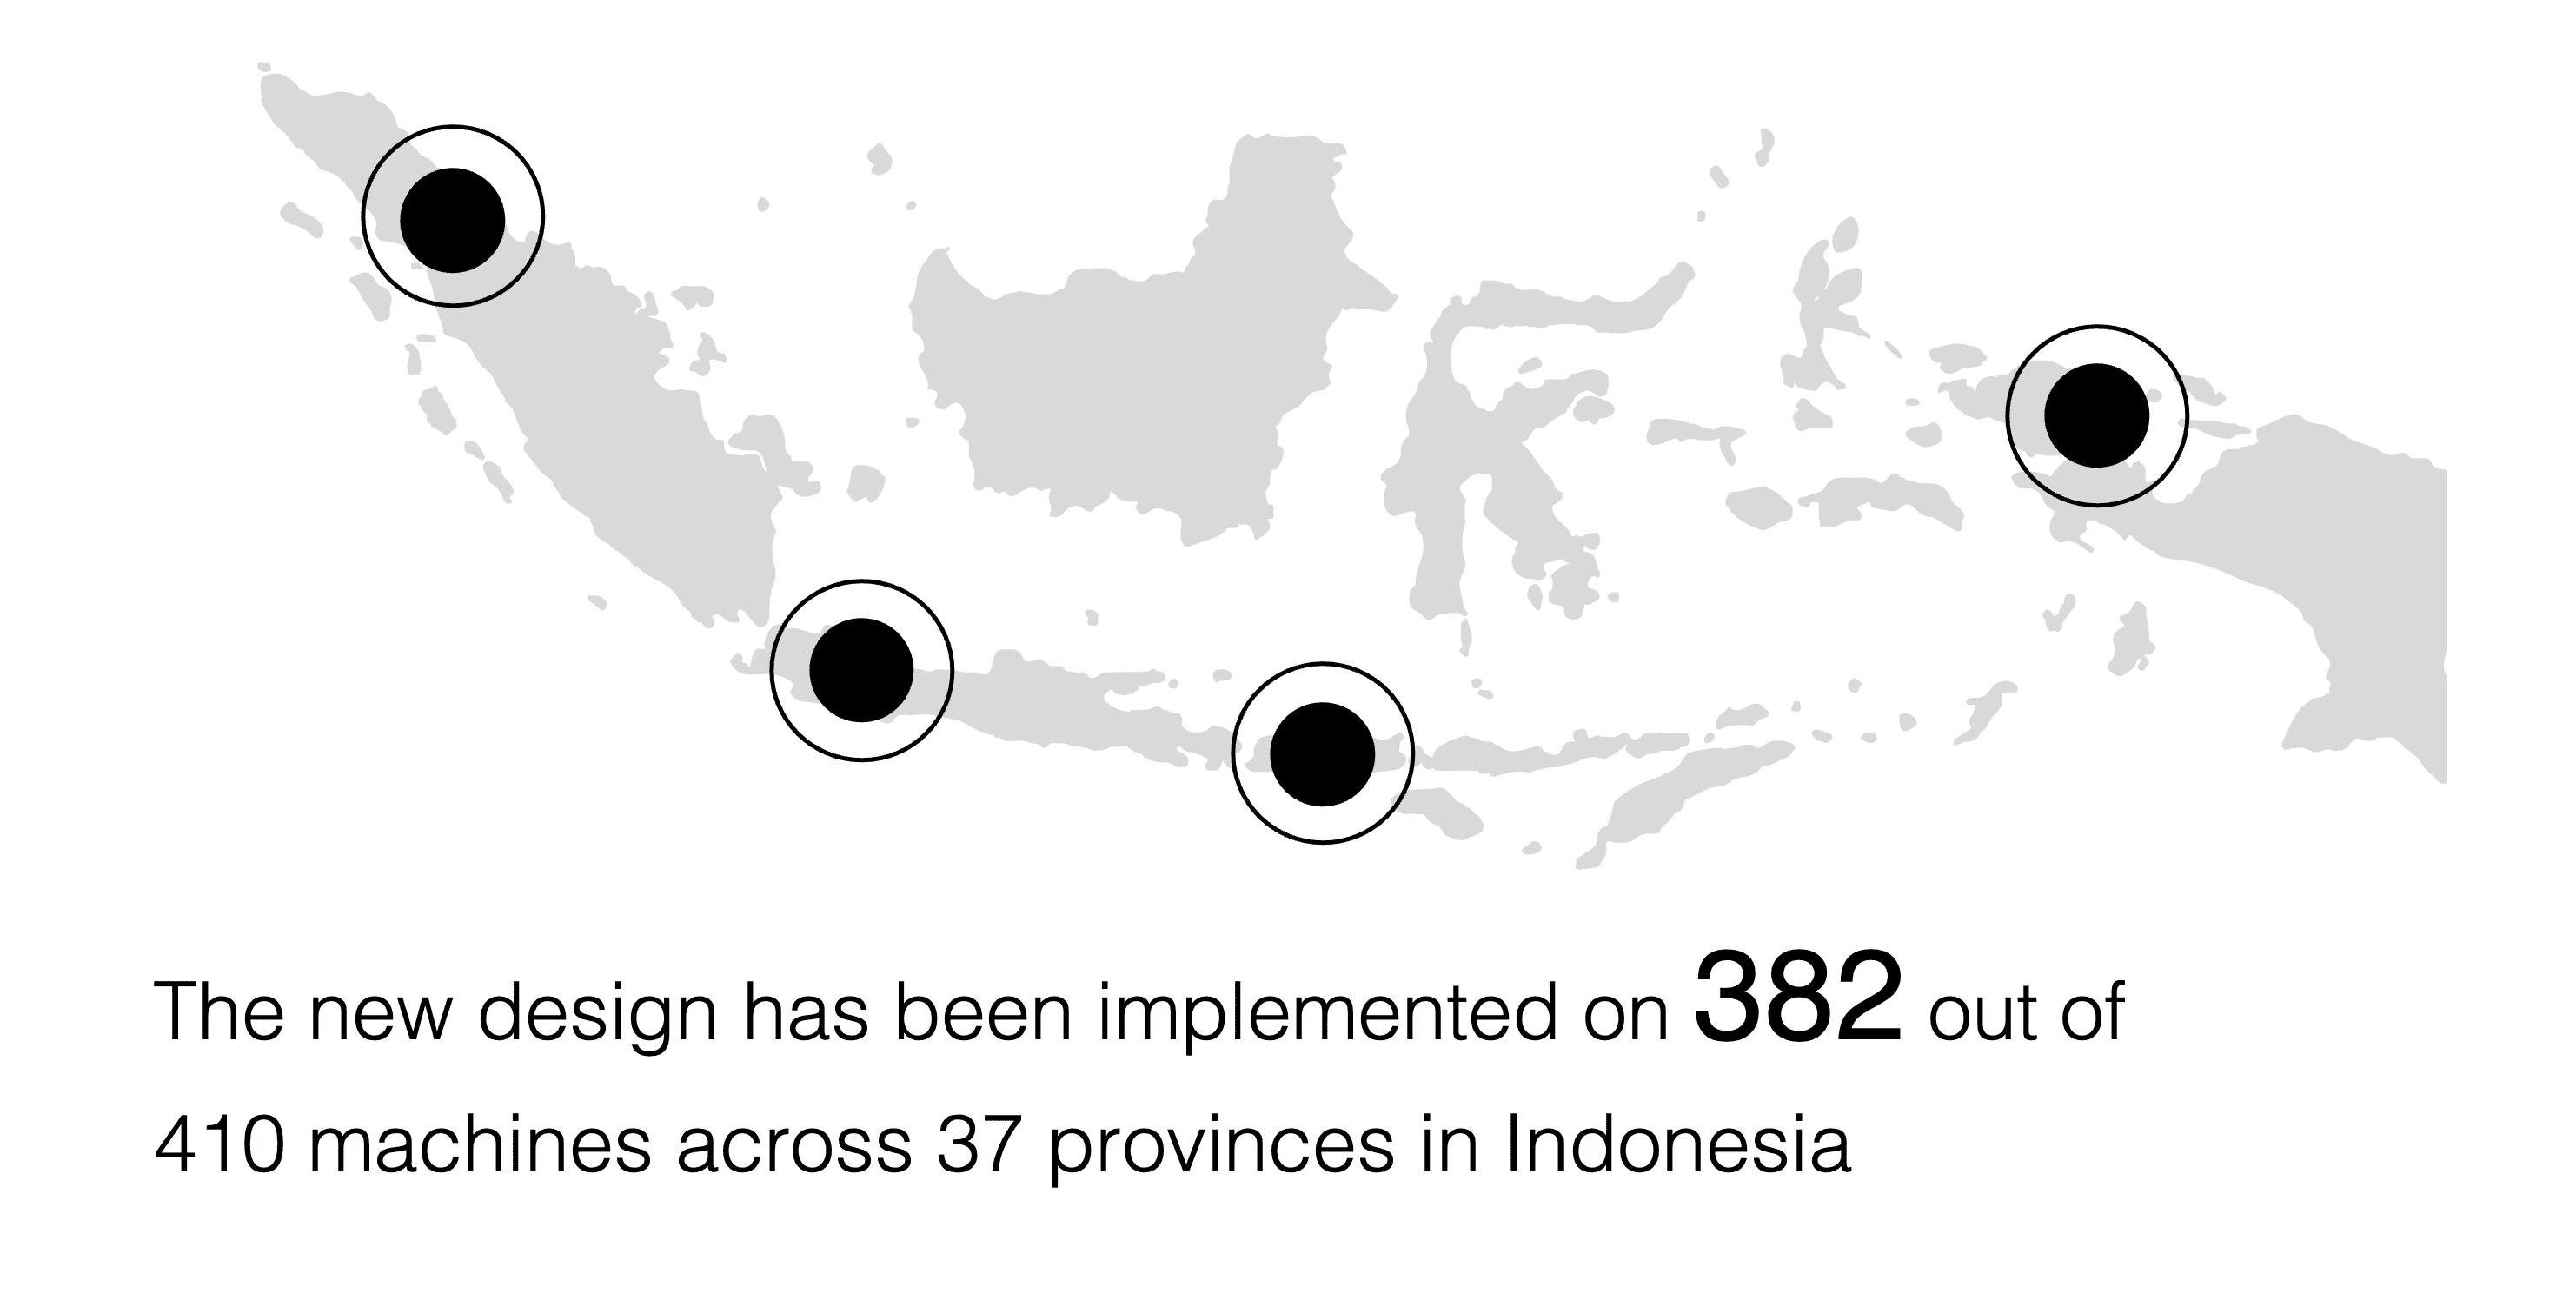 The new design has been implemented on 382 out of
410 machines across 37 provinces in Indonesia